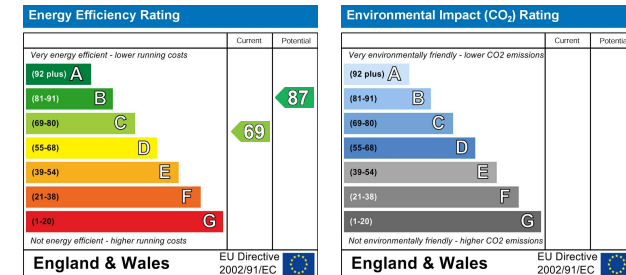 Energy Efficiency Rating
Current Potential
Very energy efficient - lower running costs
(92 plus) A
(81-91) B
87
(69-80) C
69
(55-68) D
(39-54) E
(21-38) F
(1-20) G
Not energy efficient - higher running costs
England & Wales
EU Directive
2002/91/EC
Environmental Impact (CO₂) Rating
Current Potential
Very environmentally friendly - lower CO2 emissions
(92 plus) A
(81-91) B
(69-80) C
(55-68) D
(39-54) E
(21-38) F
(1-20) G
Not environmentally friendly - higher CO2 emissions
England & Wales
EU Directive
2002/91/EC